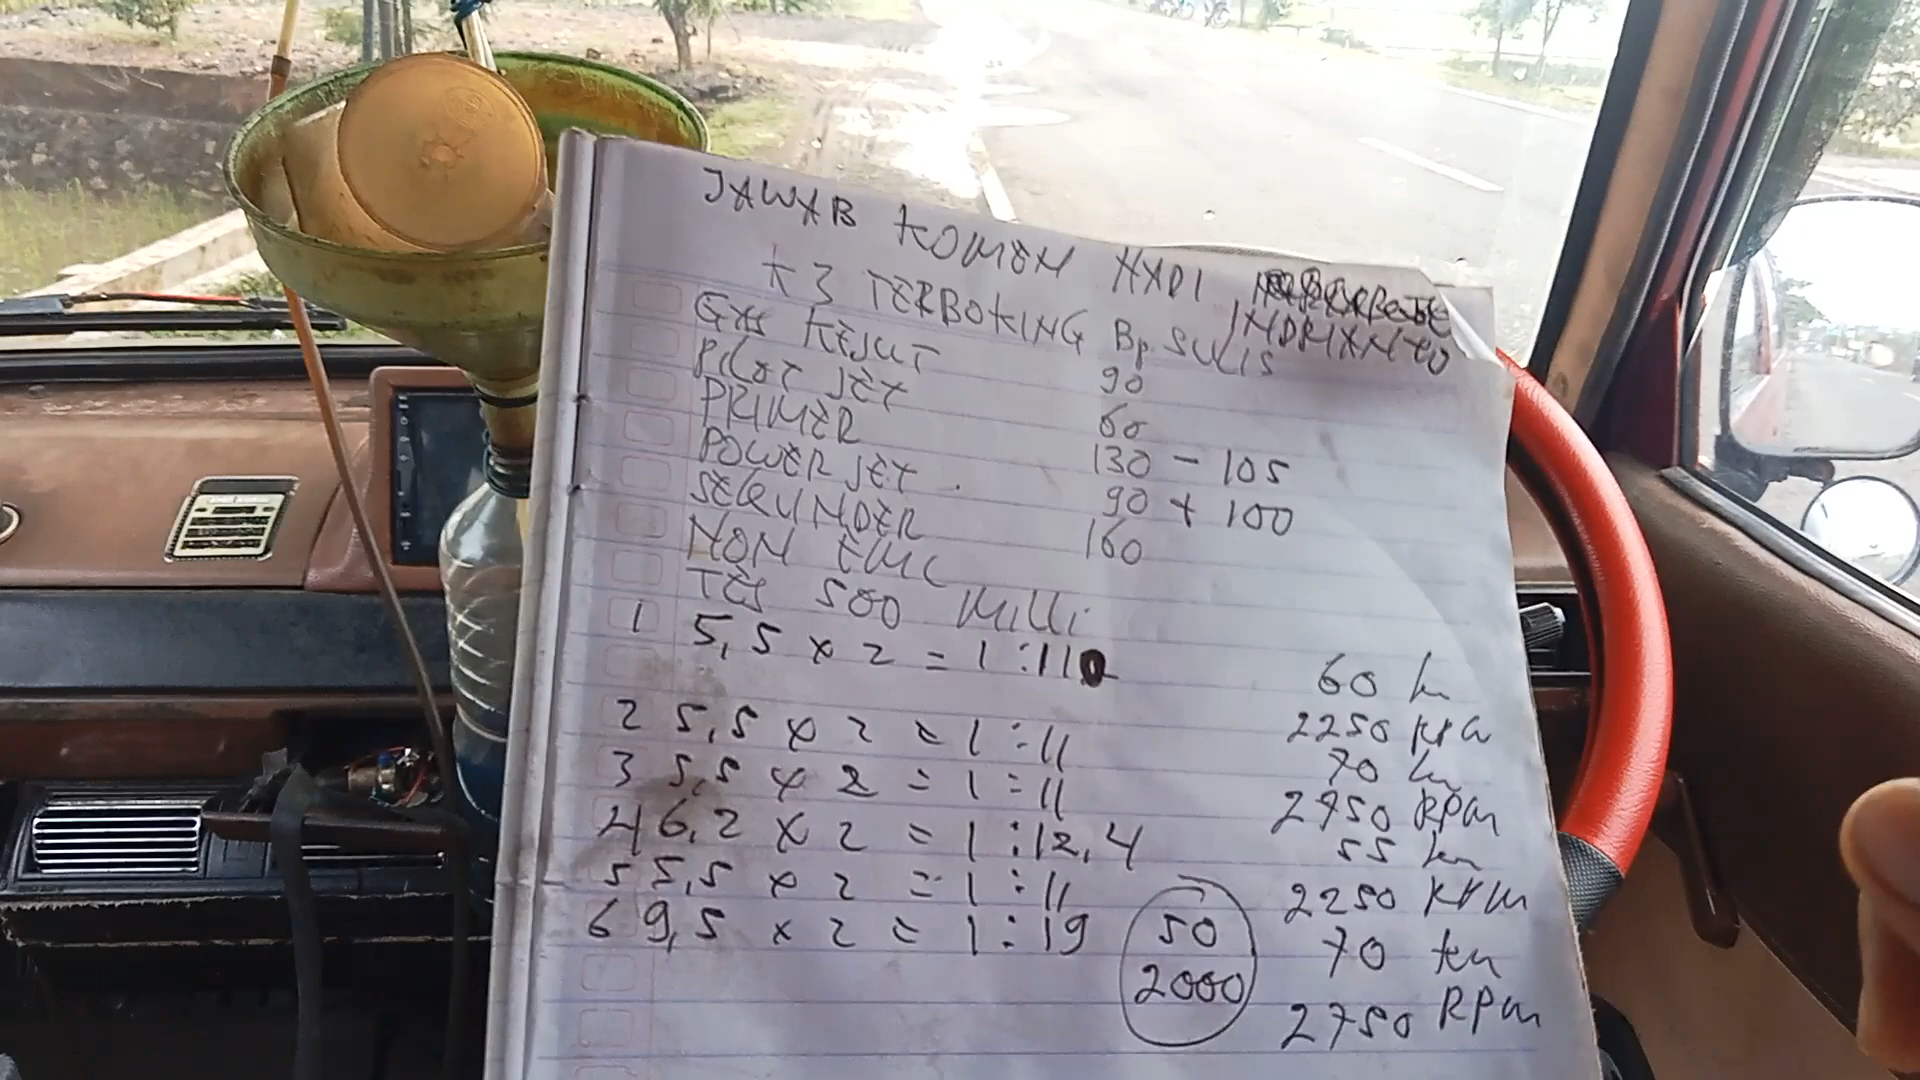 JAWAB KOMEN HADI
INDRIANTO
K3 TERBOKING Bp. SULIS
GAS KEJUT 90
PILOT JET 60
PRIMER 130 - 105
POWER JET. 90 + 100
SEQUNDER 160
NON EMC
TES 500 Milli
1 5,5 x 2 = 1:110
60 km
2 5,5 x 2 = 1:11
2250 RPM
3 5,5 x 2 = 1:11
70 km
4 6,2 x 2 = 1:12,4
2750 RPM
55 km
5 5,5 x 2 = 1:11
2250 RPM
6 9,5 x 2 = 1:19
50
2000
70 km
2750 RPM